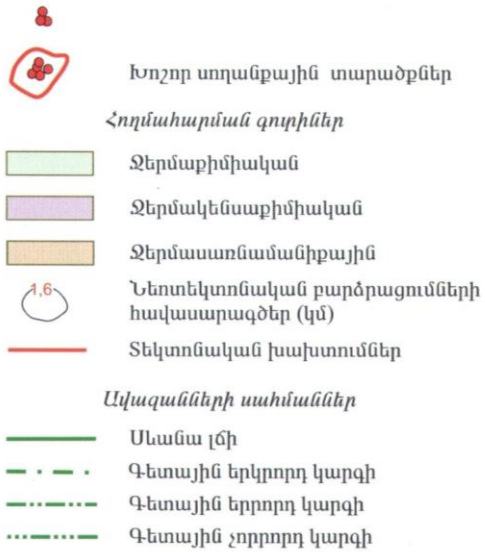 Խոշոր սողանքային տարածքներ
Հողմահարման գոտիներ
Ջերմաքիմիական
Ջերմակենսաքիմիական
Ջերմասառնամանիքային
1,6
Նեոտեկտոնական բարձրացումների
հավասարագծեր (կմ)
Տեկտոնական խախտումներ
Ավազանների սահմաններ
Սևանա լճի
Գետային երկրորդ կարգի
Գետային երրորդ կարգի
Գետային չորրորդ կարգի